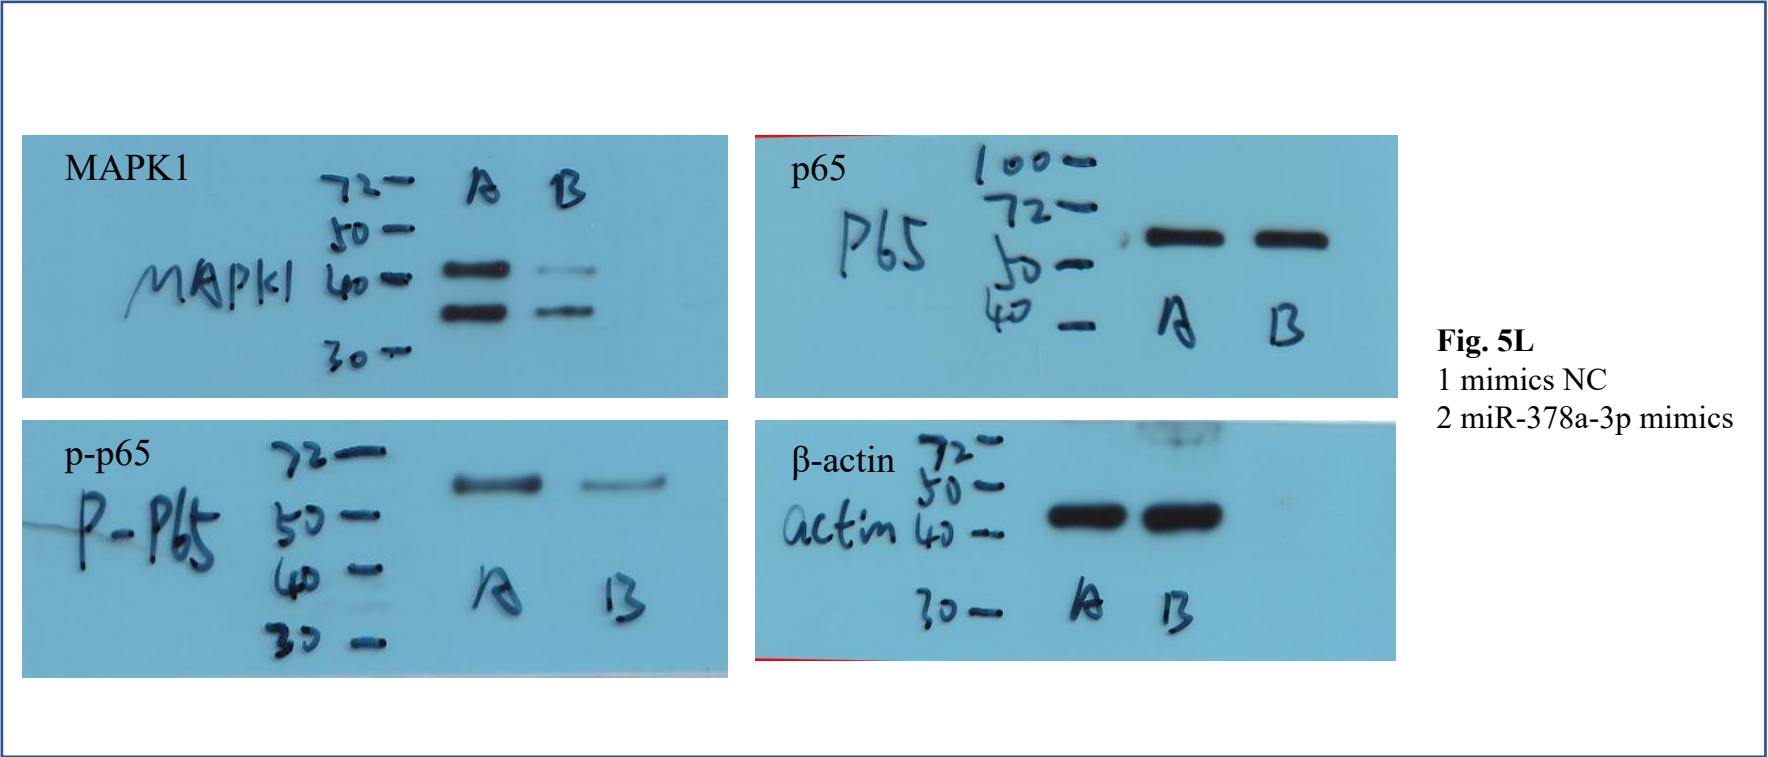 MAPK1
72 A B
50
MAPK1 40
30
p65
100
72
P65
50
40 A B
p-p65
72
P-P65 50
40 A B
30
β-actin
72
50
actin 40
30 A B
Fig. 5L
1 mimics NC
2 miR-378a-3p mimics